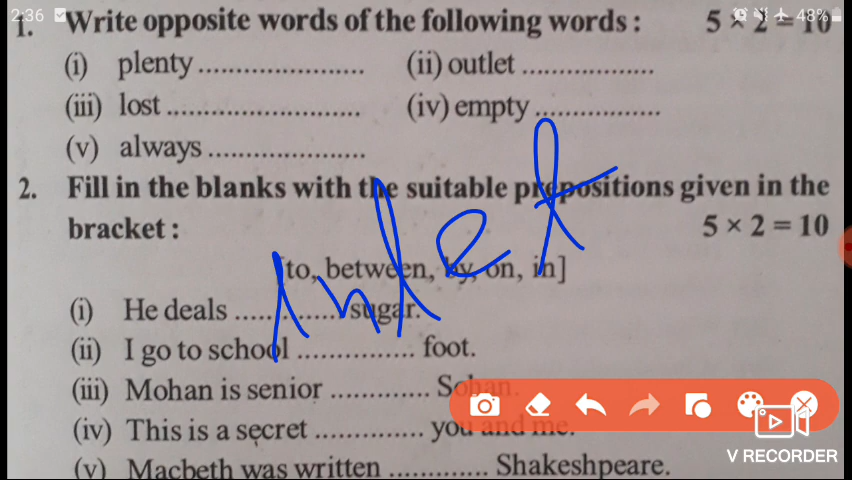 2:36 48%
1. Write opposite words of the following words : 5 × 2 = 10
(i) plenty ..................... (ii) outlet .................
(iii) lost ......................... (iv) empty ................
(v) always ....................
2. Fill in the blanks with the suitable prepositions given in the
bracket : 5 × 2 = 10
[to, between, by, on, in]
Inlet
(i) He deals ............... sugar.
(ii) I go to school ............... foot.
(iii) Mohan is senior ............. Sohan.
(iv) This is a secret .............. you and me.
(v) Macbeth was written ............. Shakeshpeare.
V RECORDER